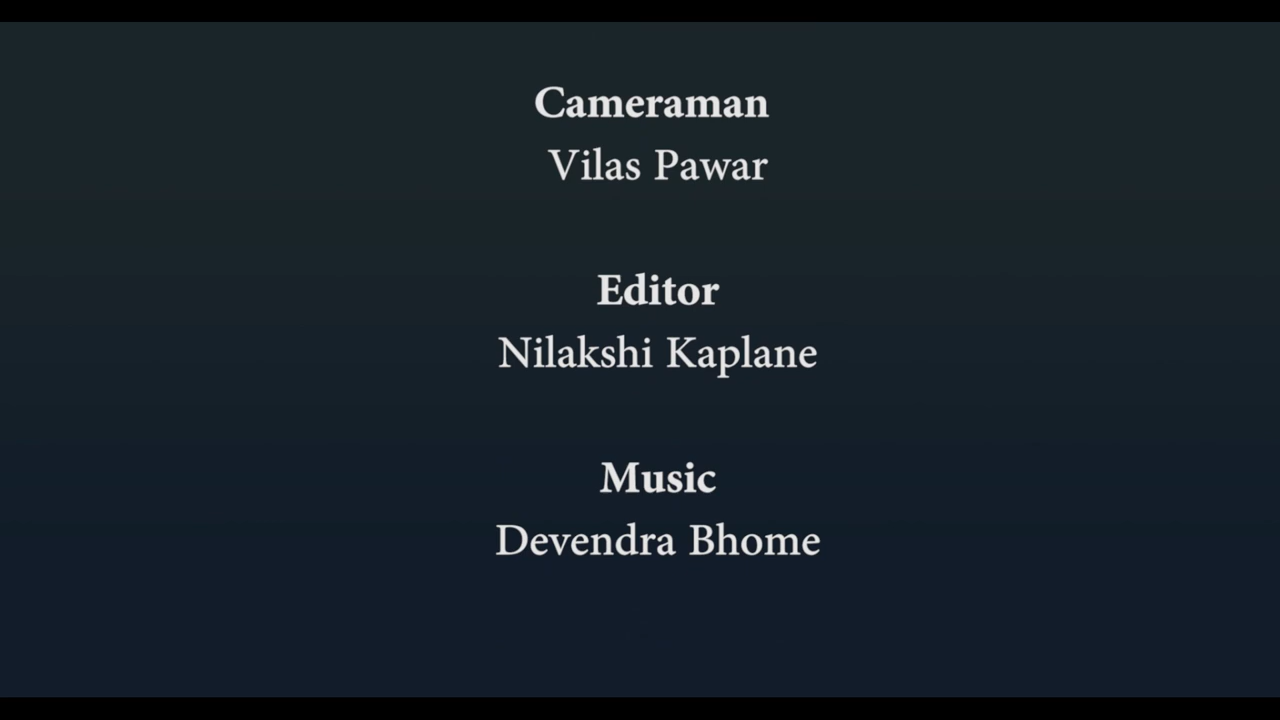 Cameraman
Vilas Pawar
Editor
Nilakshi Kaplane
Music
Devendra Bhome